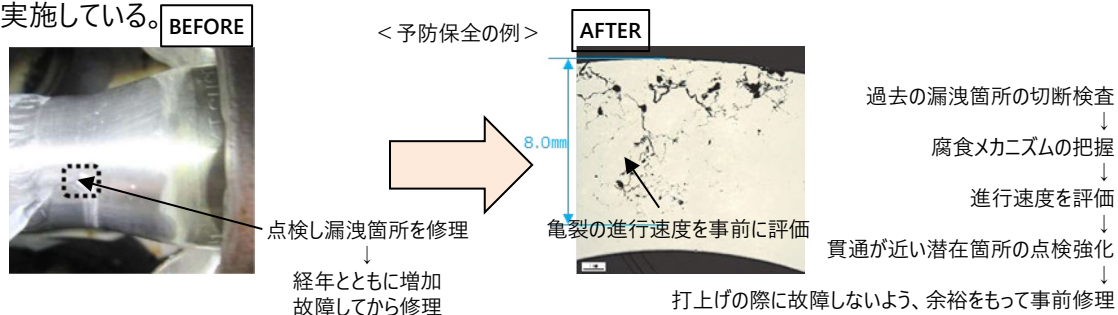 実施している。
BEFORE
＜予防保全の例＞
AFTER
8.0mm
点検し漏洩箇所を修理
↓
経年とともに増加
故障してから修理
亀裂の進行速度を事前に評価
過去の漏洩箇所の切断検査
↓
腐食メカニズムの把握
↓
進行速度を評価
↓
貫通が近い潜在箇所の点検強化
↓
打上げの際に故障しないよう、余裕をもって事前修理